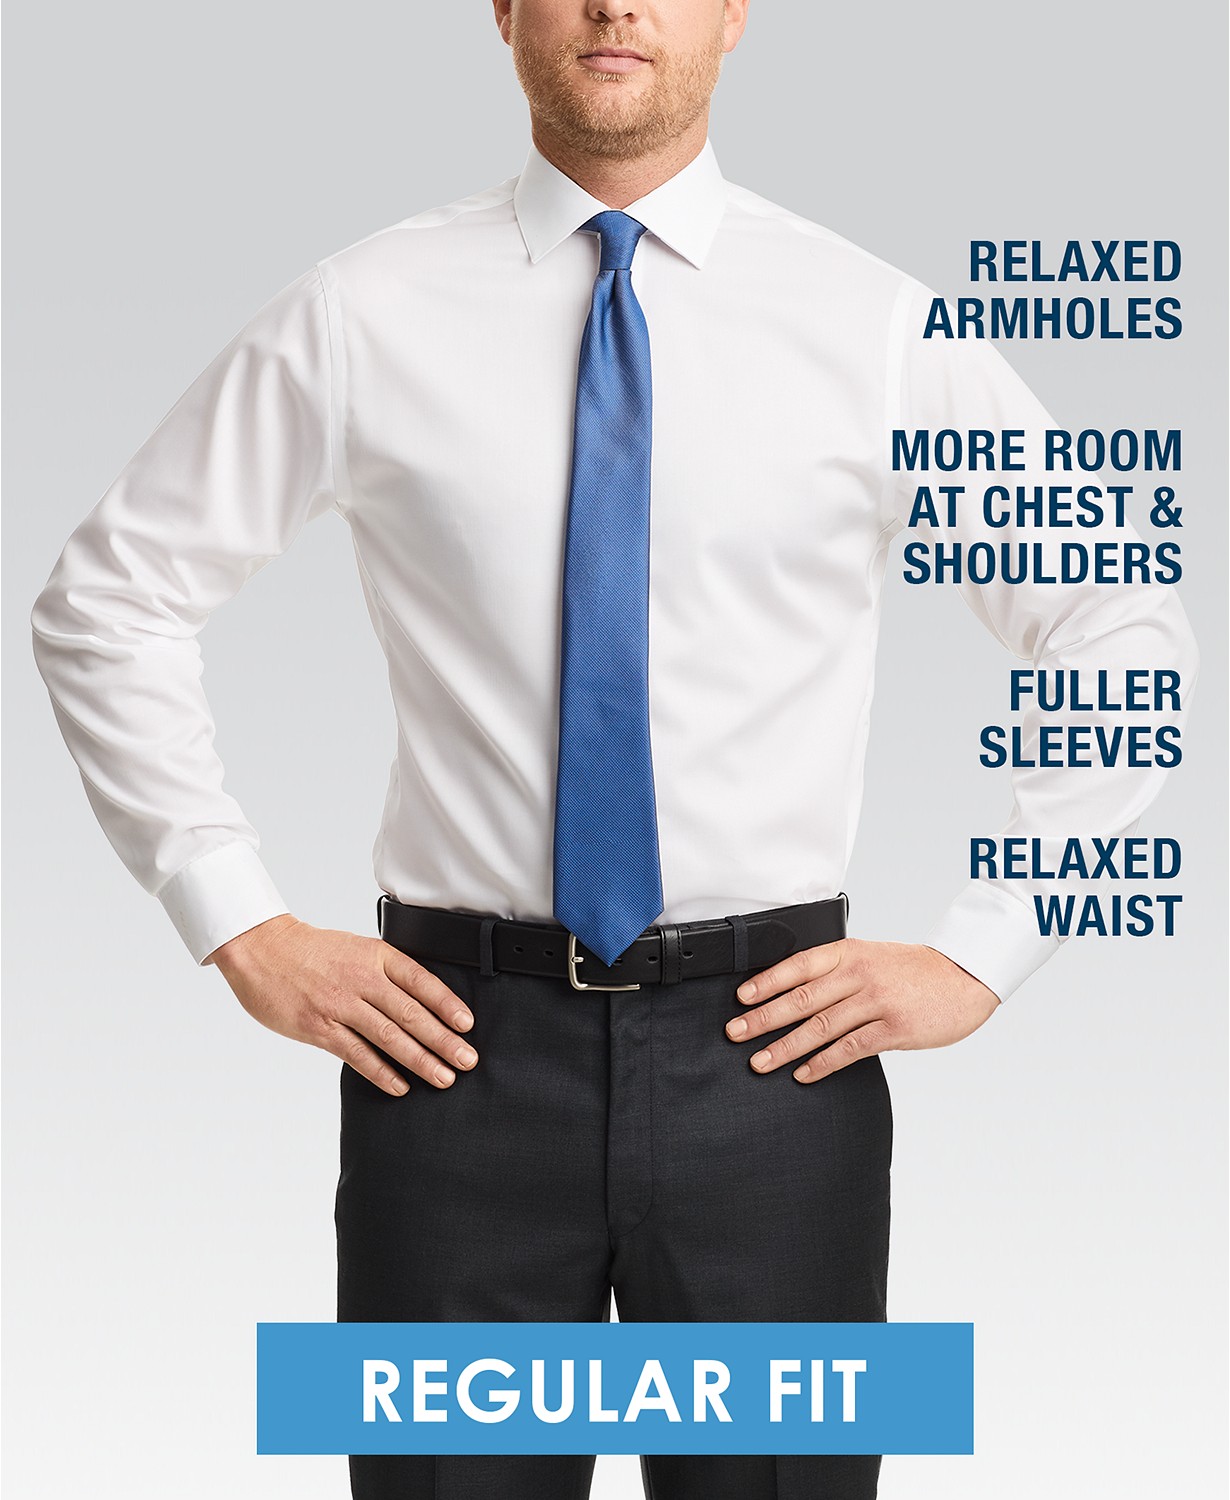 RELAXED
ARMHOLES
MORE ROOM
AT CHEST &
SHOULDERS
FULLER
SLEEVES
RELAXED
WAIST
REGULAR FIT